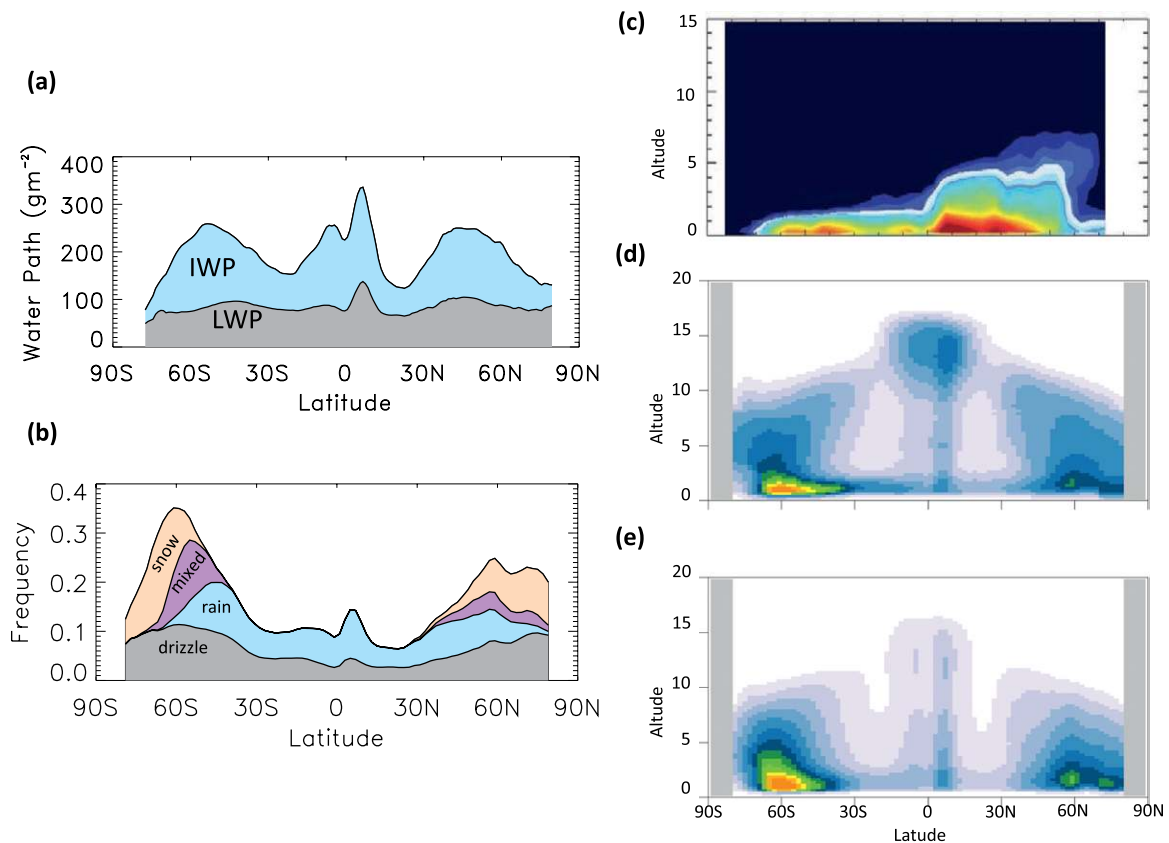 (a)
400
300
200
100
0
Water Path (gm⁻²)
IWP
LWP
90S 60S 30S 0 30N 60N 90N
Latitude
(b)
0.4
0.3
0.2
0.1
0.0
Frequency
snow
mixed
rain
drizzle
90S 60S 30S 0 30N 60N 90N
Latitude
(c)
15
10
5
0
Altude
(d)
20
15
10
5
0
Altude
(e)
20
15
10
5
0
Altude
90S 60S 30S 0 30N 60N 90N
Latude